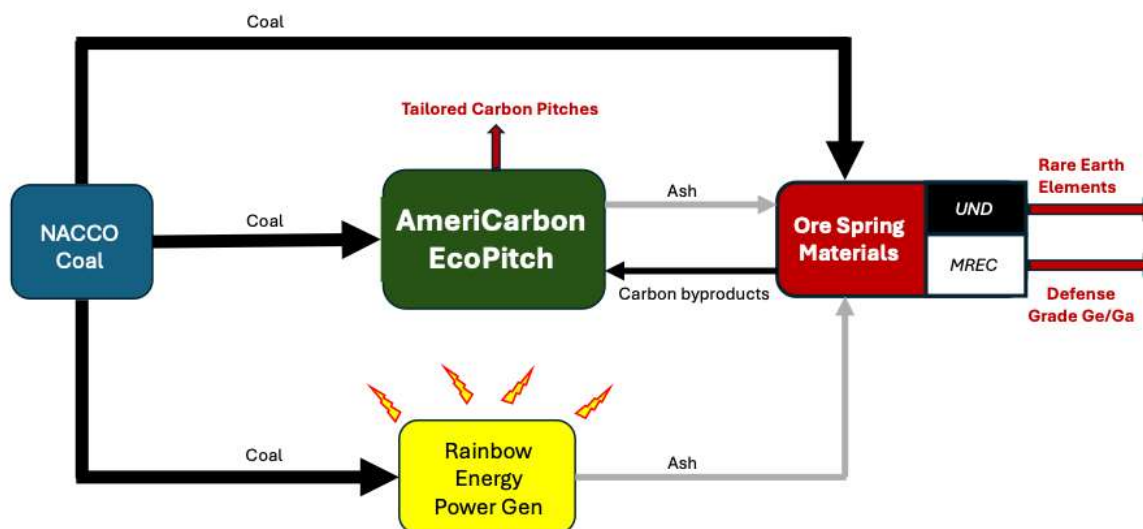 Coal
Tailored Carbon Pitches
NACCO
Coal
Coal
AmeriCarbon
EcoPitch
Ash
Carbon byproducts
Ore Spring
Materials
UND
MREC
Rare Earth
Elements
Defense
Grade Ge/Ga
Coal
Rainbow
Energy
Power Gen
Ash